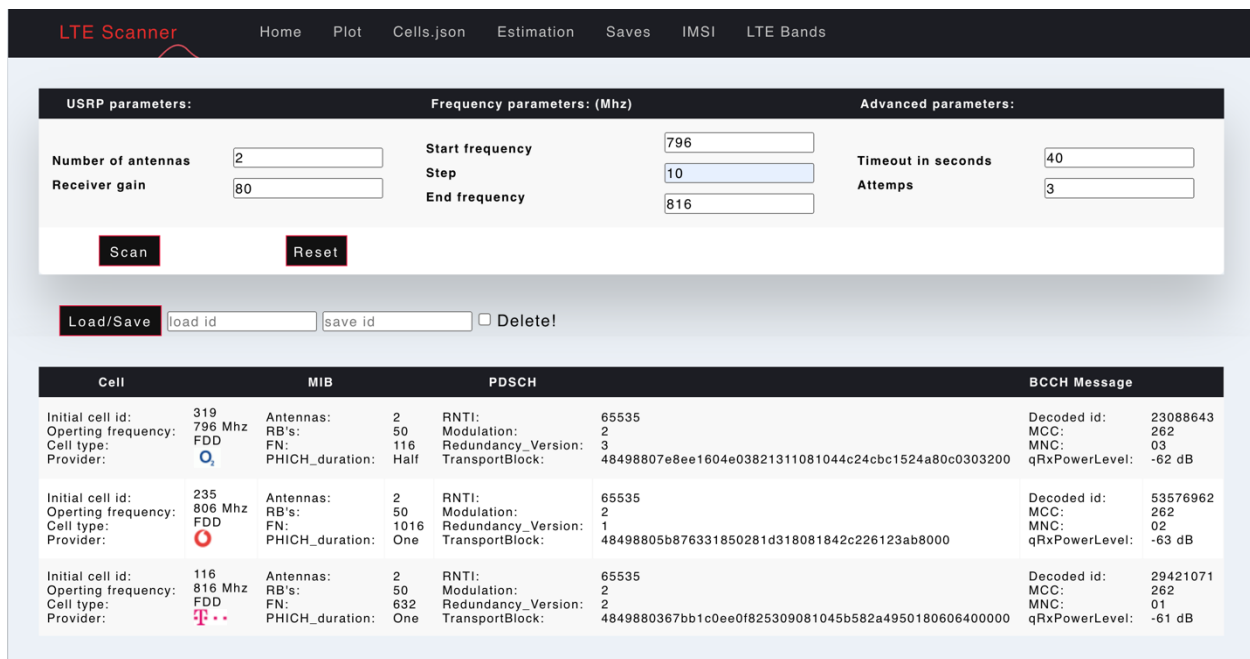 LTE Scanner Home Plot Cells.json Estimation Saves IMSI LTE Bands
USRP parameters: Frequency parameters: (Mhz) Advanced parameters:
Number of antennas 2
Receiver gain 80
Start frequency 796
Step 10
End frequency 816
Timeout in seconds 40
Attemps 3
Scan Reset
Load/Save load id save id Delete!
Cell MIB PDSCH BCCH Message
Initial cell id: 319 Antennas: 2 RNTI: 65535 Decoded id: 23088643
Operting frequency: 796 Mhz RB's: 50 Modulation: 2 MCC: 262
Cell type: FDD FN: 116 Redundancy_Version: 3 MNC: 03
Provider: O2 PHICH_duration: Half TransportBlock: 48498807e8ee1604e03821311081044c24cbc1524a80c0303200 qRxPowerLevel: -62 dB
Initial cell id: 235 Antennas: 2 RNTI: 65535 Decoded id: 53576962
Operting frequency: 806 Mhz RB's: 50 Modulation: 2 MCC: 262
Cell type: FDD FN: 1016 Redundancy_Version: 1 MNC: 02
Provider: PHICH_duration: One TransportBlock: 48498805b876331850281d318081842c226123ab8000 qRxPowerLevel: -63 dB
Initial cell id: 116 Antennas: 2 RNTI: 65535 Decoded id: 29421071
Operting frequency: 816 Mhz RB's: 50 Modulation: 2 MCC: 262
Cell type: FDD FN: 632 Redundancy_Version: 2 MNC: 01
Provider: T PHICH_duration: One TransportBlock: 4849880367bb1c0ee0f825309081045b582a4950180606400000 qRxPowerLevel: -61 dB